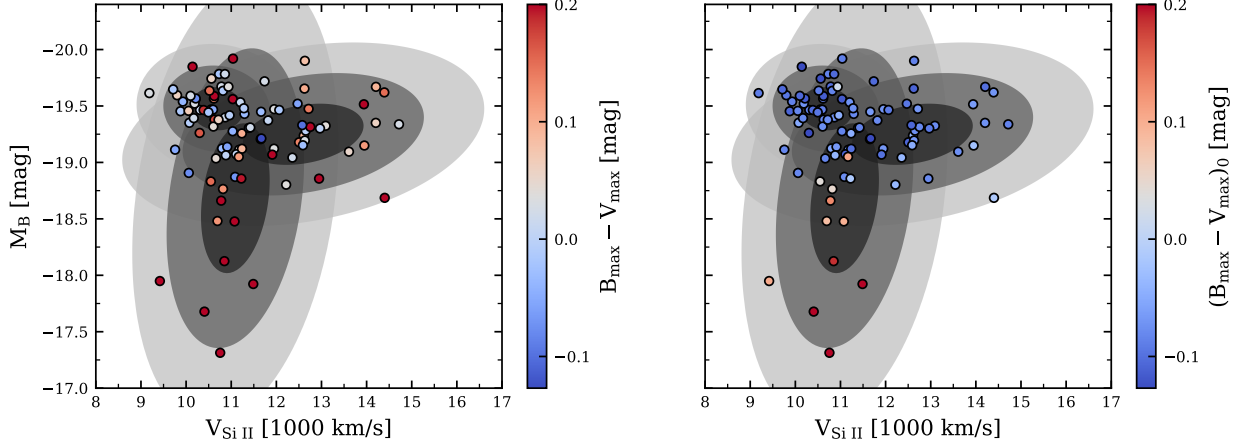 −20.0
−19.5
−19.0
−18.5
−18.0
−17.5
−17.0
M_B [mag]
8 9 10 11 12 13 14 15 16 17
V_Si II [1000 km/s]
0.2
0.1
0.0
−0.1
B_max − V_max [mag]
8 9 10 11 12 13 14 15 16 17
V_Si II [1000 km/s]
0.2
0.1
0.0
−0.1
(B_max − V_max)_0 [mag]